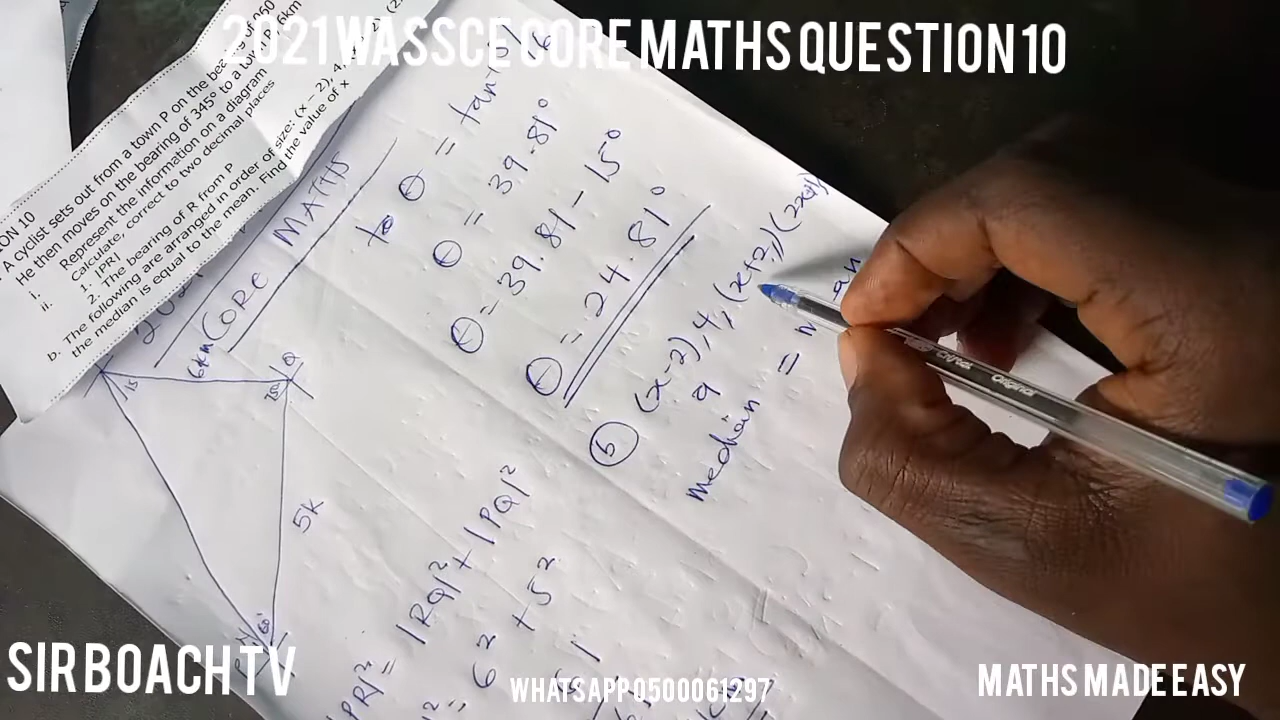 2021 WASSCE CORE MATHS QUESTION 10
ON 10
A cyclist sets out from a town P on the
He then moves on the bearing of 345° to a town
i. Represent the information on a diagram
ii. Calculate, correct to two decimal places
1. |PR|
2. The bearing of R from P
b. The following are arranged in order of size: (x − 2), 4,
the median is equal to the mean. Find the value of x
CORE MATHS
15
6km
Q
75
15
5k
60°
θ = tan-1
θ = 39.81°
θ = 39.81 - 15°
θ = 24.81°
b (x-2), 4, (x+2), (2x+1),
9
median =
|PR|² = |RQ|² + |PQ|²
= 6² + 5²
SIR BOACH TV
WHATSAPP 0500061297
MATHS MADE EASY